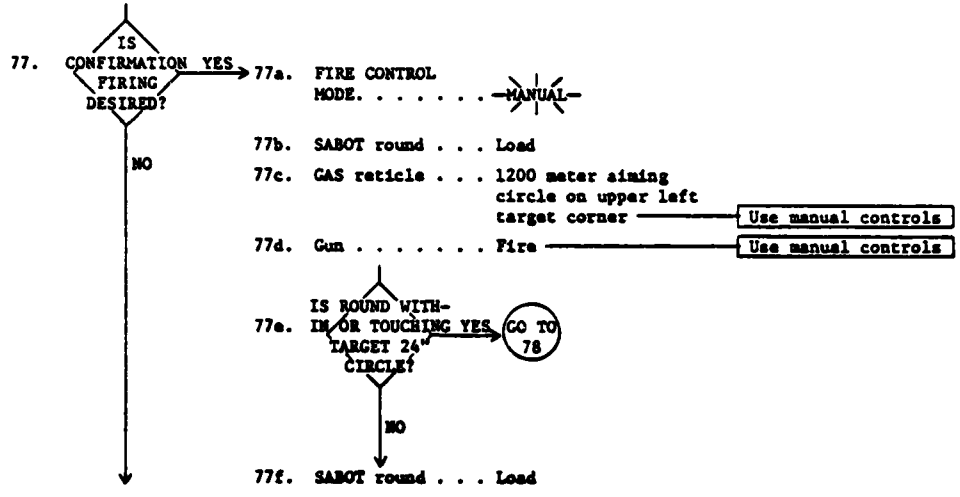 77. IS CONFIRMATION FIRING DESIRED?
YES
NO
77a. FIRE CONTROL
MODE. . . . . . . . MANUAL
77b. SABOT round . . . Load
77c. GAS reticle . . . 1200 meter aiming
circle on upper left
target corner
Use manual controls
77d. Gun . . . . . . . Fire
Use manual controls
77e. IS ROUND WITH-
IN OR TOUCHING
TARGET 24"
CIRCLE?
YES
GO TO
78
NO
77f. SABOT round . . . Load